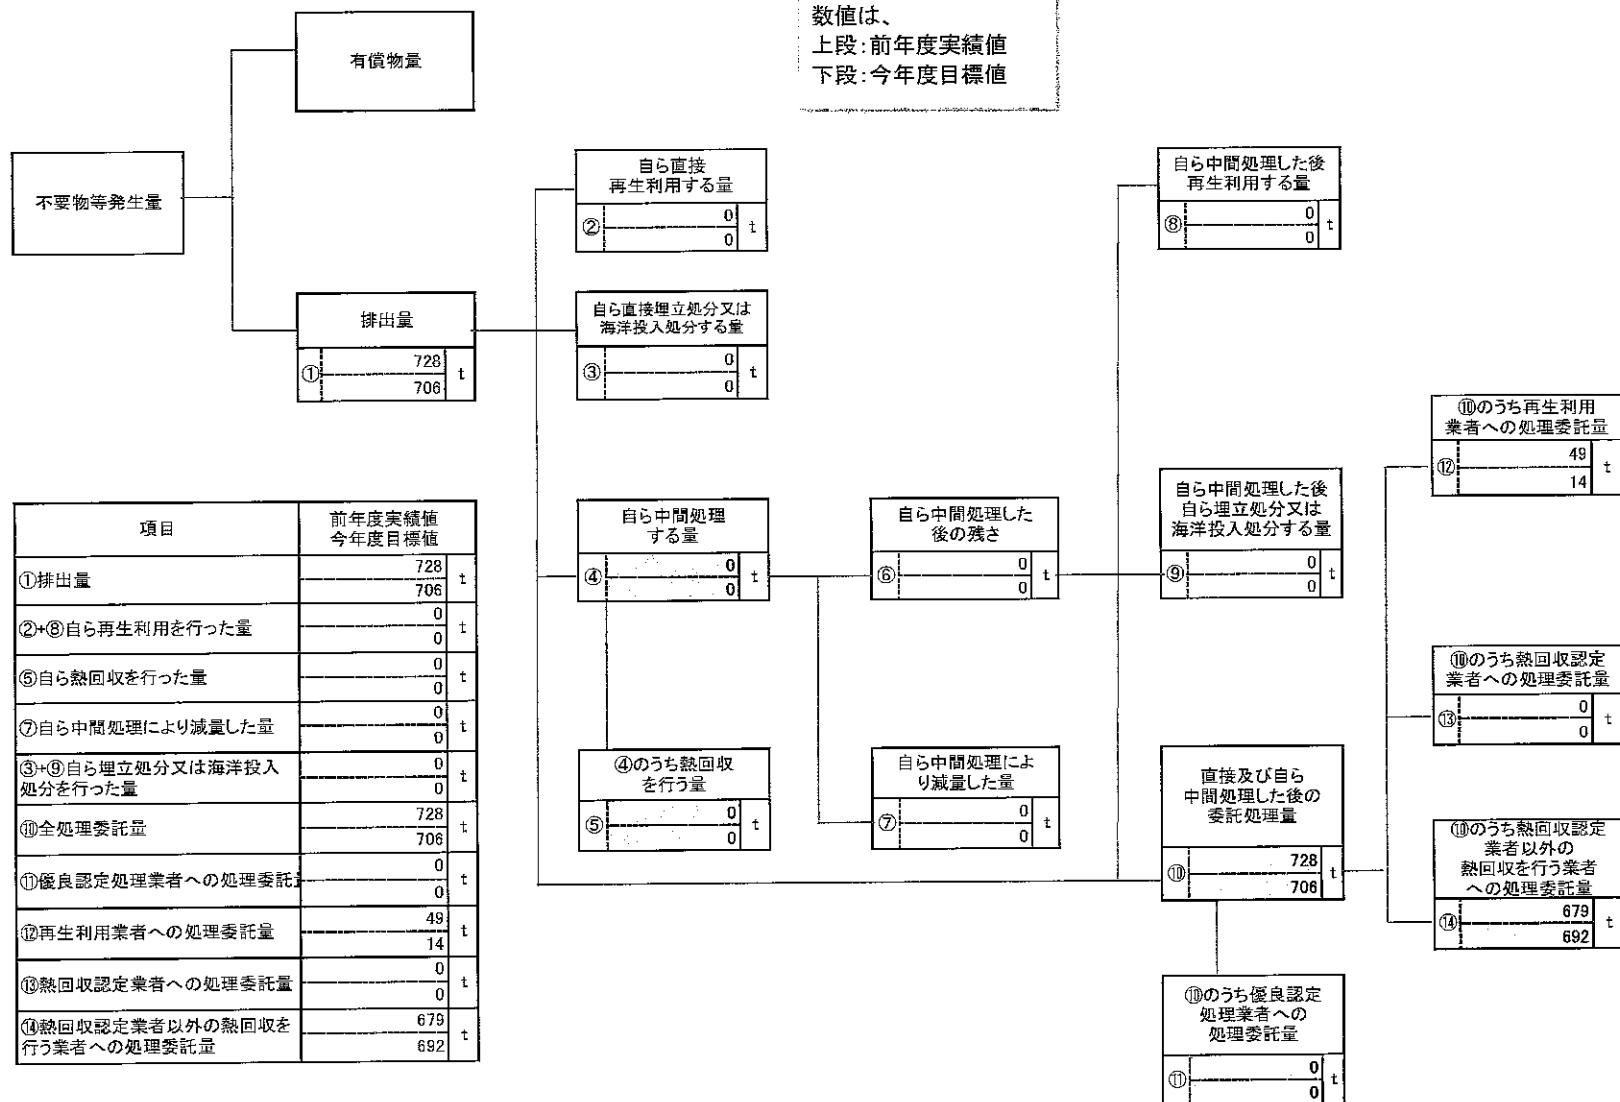 数値は、
上段:前年度実績値
下段:今年度目標値
有償物量
不要物等発生量
排出量
①
728
706
t
自ら直接
再生利用する量
②
0
0
t
自ら直接埋立処分又は
海洋投入処分する量
③
0
0
t
自ら中間処理
する量
④
0
0
t
④のうち熱回収
を行う量
⑤
0
0
t
自ら中間処理した
後の残さ
⑥
0
0
t
自ら中間処理によ
り減量した量
⑦
0
0
t
自ら中間処理した後
再生利用する量
⑧
0
0
t
自ら中間処理した後
自ら埋立処分又は
海洋投入処分する量
⑨
0
0
t
直接及び自ら
中間処理した後の
委託処理量
⑩
728
706
t
⑩のうち優良認定
処理業者への
処理委託量
⑪
0
0
t
⑩のうち再生利用
業者への処理委託量
⑫
49
14
t
⑩のうち熱回収認定
業者への処理委託量
⑬
0
0
t
⑩のうち熱回収認定
業者以外の
熱回収を行う業者
への処理委託量
⑭
679
692
t
項目
前年度実績値
今年度目標値
①排出量
728
706
t
②+⑧自ら再生利用を行った量
0
0
t
⑤自ら熱回収を行った量
0
0
t
⑦自ら中間処理により減量した量
0
0
t
③+⑨自ら埋立処分又は海洋投入
処分を行った量
0
0
t
⑩全処理委託量
728
706
t
⑪優良認定処理業者への処理委託
0
0
t
⑫再生利用業者への処理委託量
49
14
t
⑬熱回収認定業者への処理委託量
0
0
t
⑭熱回収認定業者以外の熱回収を
行う業者への処理委託量
679
692
t